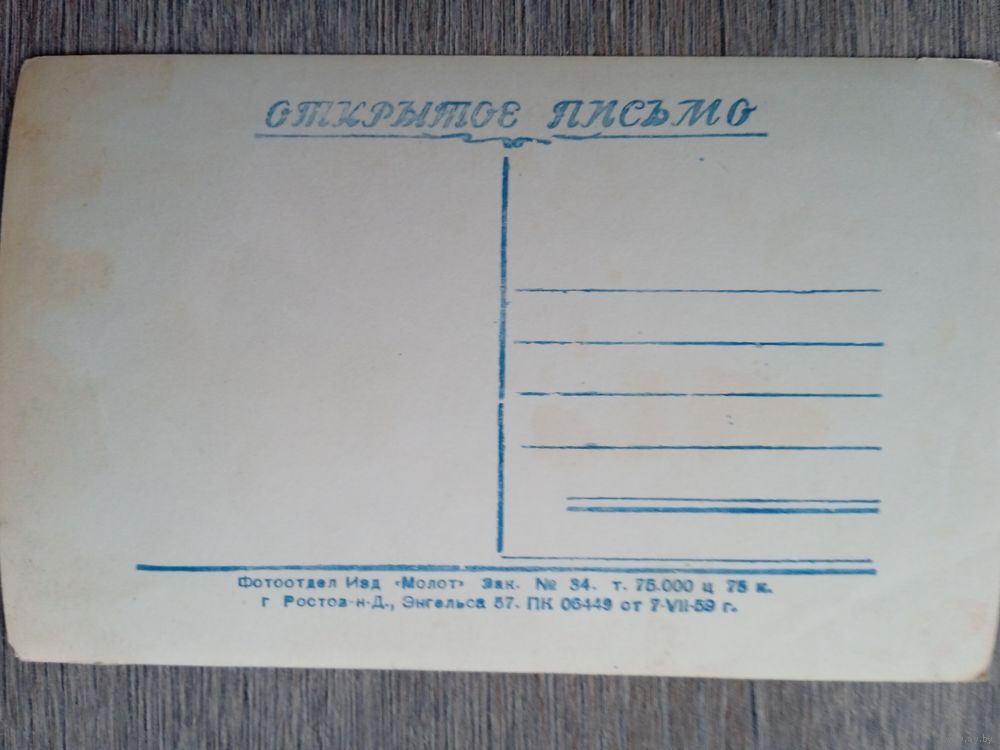 ОТКРЫТОЕ ПИСЬМО
Фотоотдел Изд «Молот» Зак. № 34. т. 75.000 ц 75 к.
г Ростов-н-Д., Энгельса 57. ПК 06449 от 7-VII-59 г.